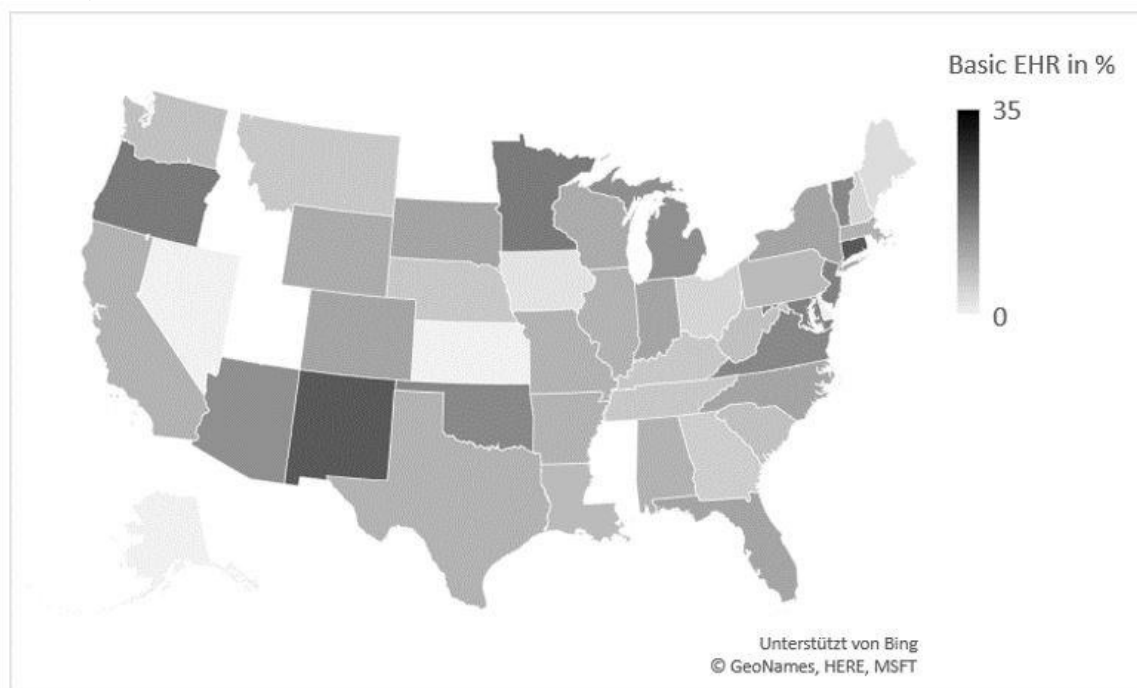 Basic EHR in %
35
0
Unterstützt von Bing
© GeoNames, HERE, MSFT